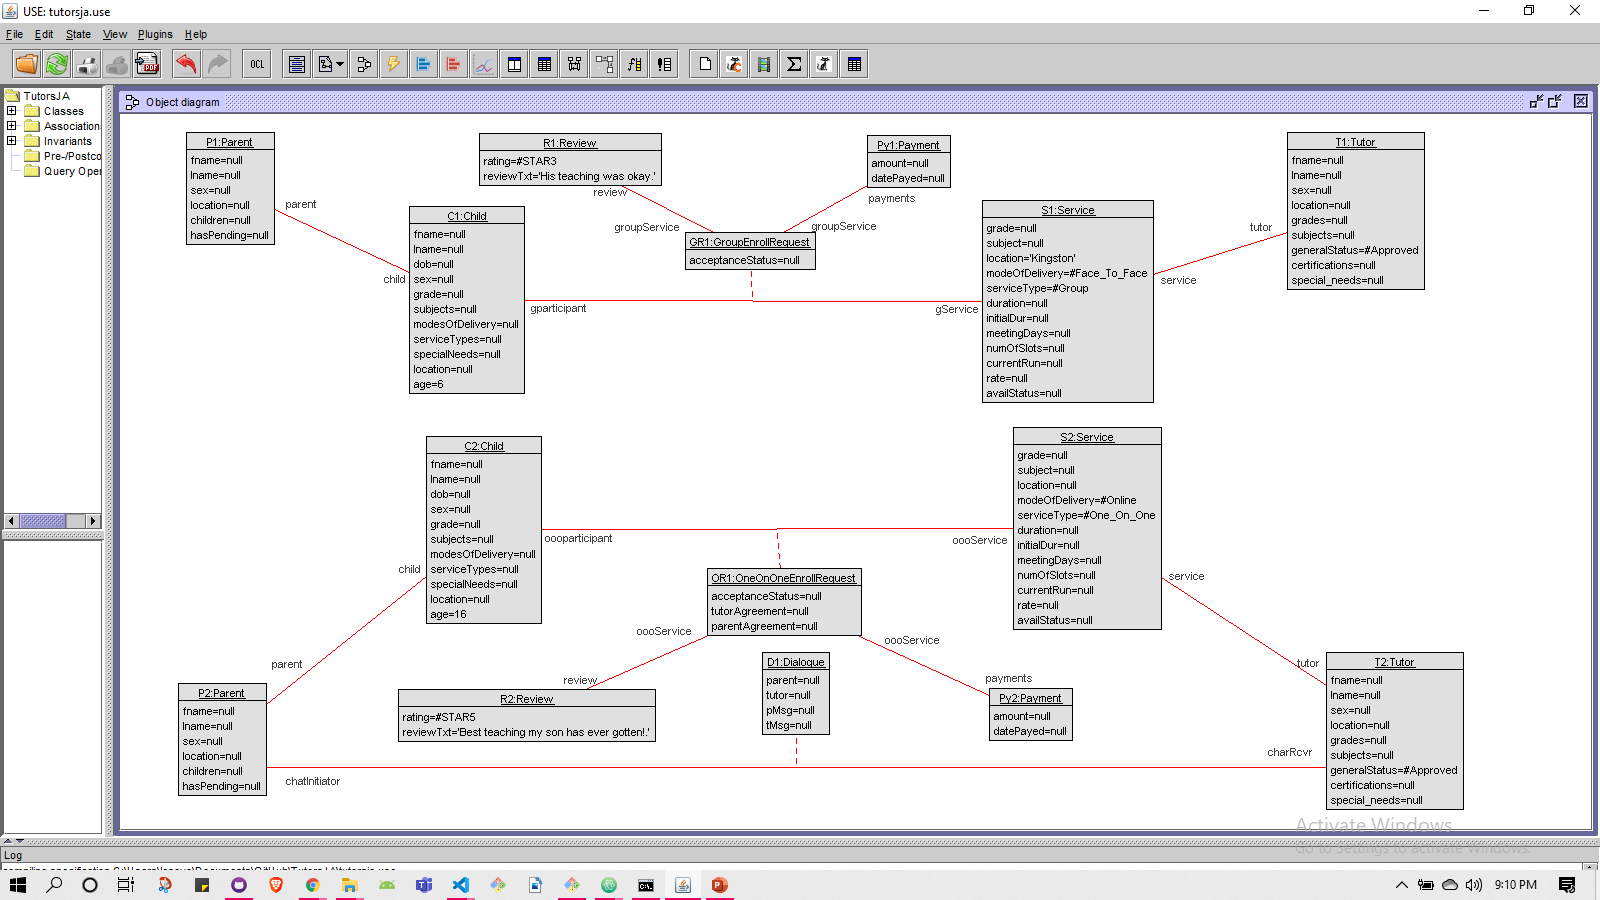 USE: tutorsja.use
File Edit State View Plugins Help
OCL
TutorsJA
Classes
Association
Invariants
Pre-/Postco
Query Oper
Object diagram
P1:Parent
fname=null
lname=null
sex=null
location=null
children=null
hasPending=null
parent
child
C1:Child
fname=null
lname=null
dob=null
sex=null
grade=null
subjects=null
modesOfDelivery=null
serviceTypes=null
specialNeeds=null
location=null
age=6
R1:Review
rating=#STAR3
reviewTxt='His teaching was okay.'
review
groupService
Py1:Payment
amount=null
datePayed=null
payments
groupService
GR1:GroupEnrollRequest
acceptanceStatus=null
gparticipant
gService
S1:Service
grade=null
subject=null
location='Kingston'
modeOfDelivery=#Face_To_Face
serviceType=#Group
duration=null
initialDur=null
meetingDays=null
numOfSlots=null
currentRun=null
rate=null
availStatus=null
tutor
service
T1:Tutor
fname=null
lname=null
sex=null
location=null
grades=null
subjects=null
generalStatus=#Approved
certifications=null
special_needs=null
C2:Child
fname=null
lname=null
dob=null
sex=null
grade=null
subjects=null
modesOfDelivery=null
serviceTypes=null
specialNeeds=null
location=null
age=16
child
parent
oooparticipant
oooService
S2:Service
grade=null
subject=null
location=null
modeOfDelivery=#Online
serviceType=#One_On_One
duration=null
initialDur=null
meetingDays=null
numOfSlots=null
currentRun=null
rate=null
availStatus=null
service
tutor
OR1:OneOnOneEnrollRequest
acceptanceStatus=null
tutorAgreement=null
parentAgreement=null
oooService
oooService
review
payments
D1:Dialogue
parent=null
tutor=null
pMsg=null
tMsg=null
P2:Parent
fname=null
lname=null
sex=null
location=null
children=null
hasPending=null
R2:Review
rating=#STAR5
reviewTxt='Best teaching my son has ever gotten!.'
Py2:Payment
amount=null
datePayed=null
T2:Tutor
fname=null
lname=null
sex=null
location=null
grades=null
subjects=null
generalStatus=#Approved
certifications=null
special_needs=null
chatInitiator
charRcvr
Activate Windows
Go to Settings to activate Windows.
Log
9:10 PM